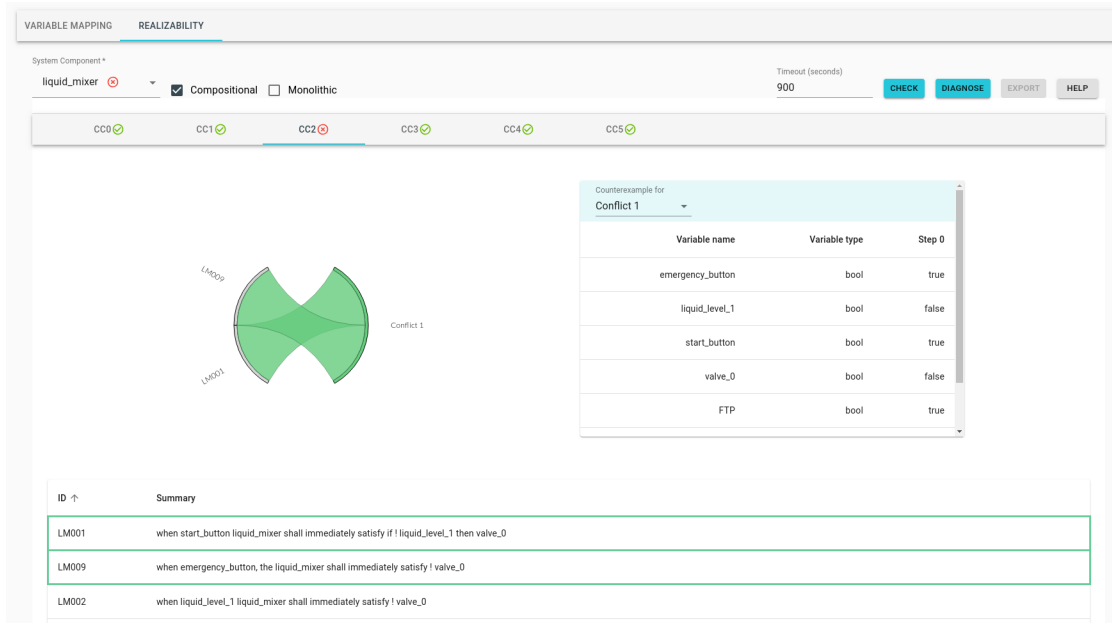 VARIABLE MAPPING REALIZABILITY
System Component *
liquid_mixer
Compositional Monolithic
Timeout (seconds)
900
CHECK DIAGNOSE EXPORT HELP
CC0 CC1 CC2 CC3 CC4 CC5
Counterexample for
Conflict 1
Variable name Variable type Step 0
emergency_button bool true
liquid_level_1 bool false
start_button bool true
valve_0 bool false
FTP bool true
LM009
Conflict 1
LM001
ID ↑ Summary
LM001 when start_button liquid_mixer shall immediately satisfy if ! liquid_level_1 then valve_0
LM009 when emergency_button, the liquid_mixer shall immediately satisfy ! valve_0
LM002 when liquid_level_1 liquid_mixer shall immediately satisfy ! valve_0